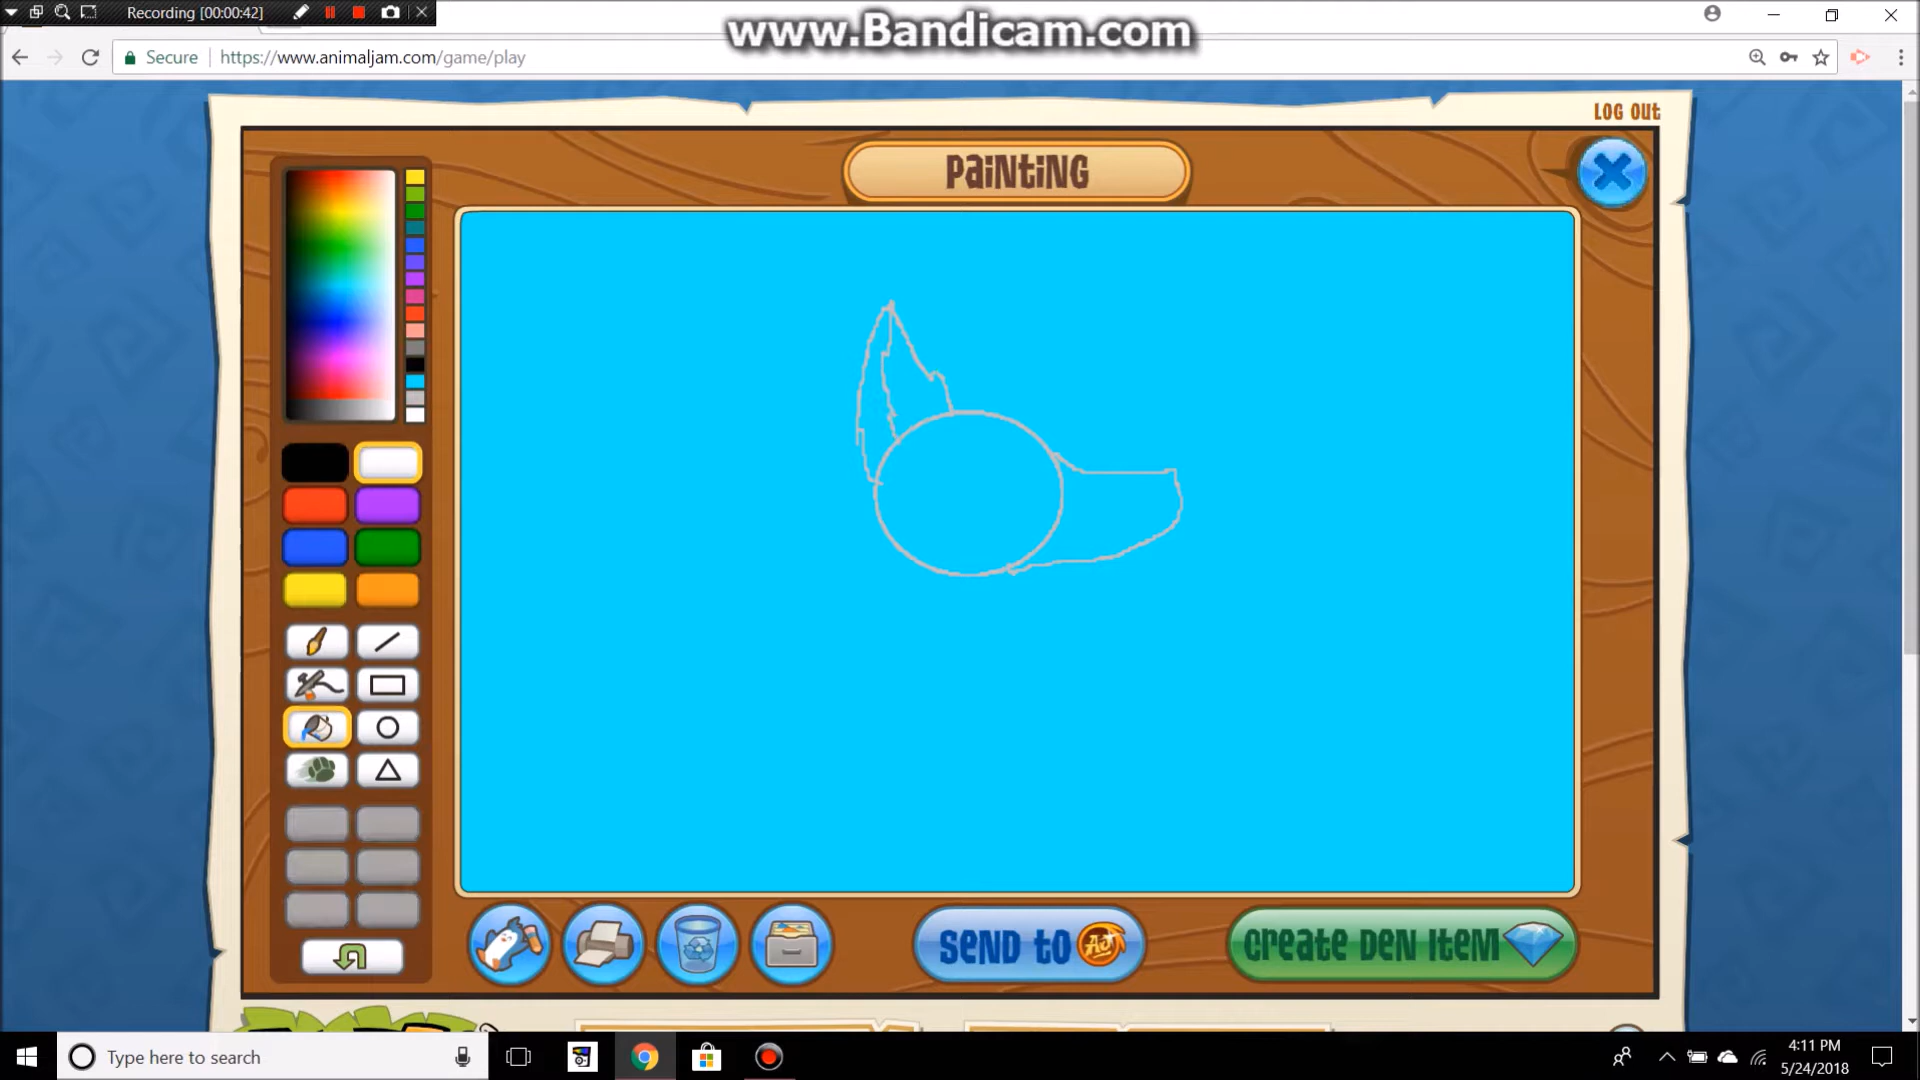 Recording [00:00:42]
www.Bandicam.com
Secure
https://www.animaljam.com/game/play
LOG OUT
PAINTING
SEND TO AJ
CREATE DEN ITEM
Type here to search
4:11 PM
5/24/2018